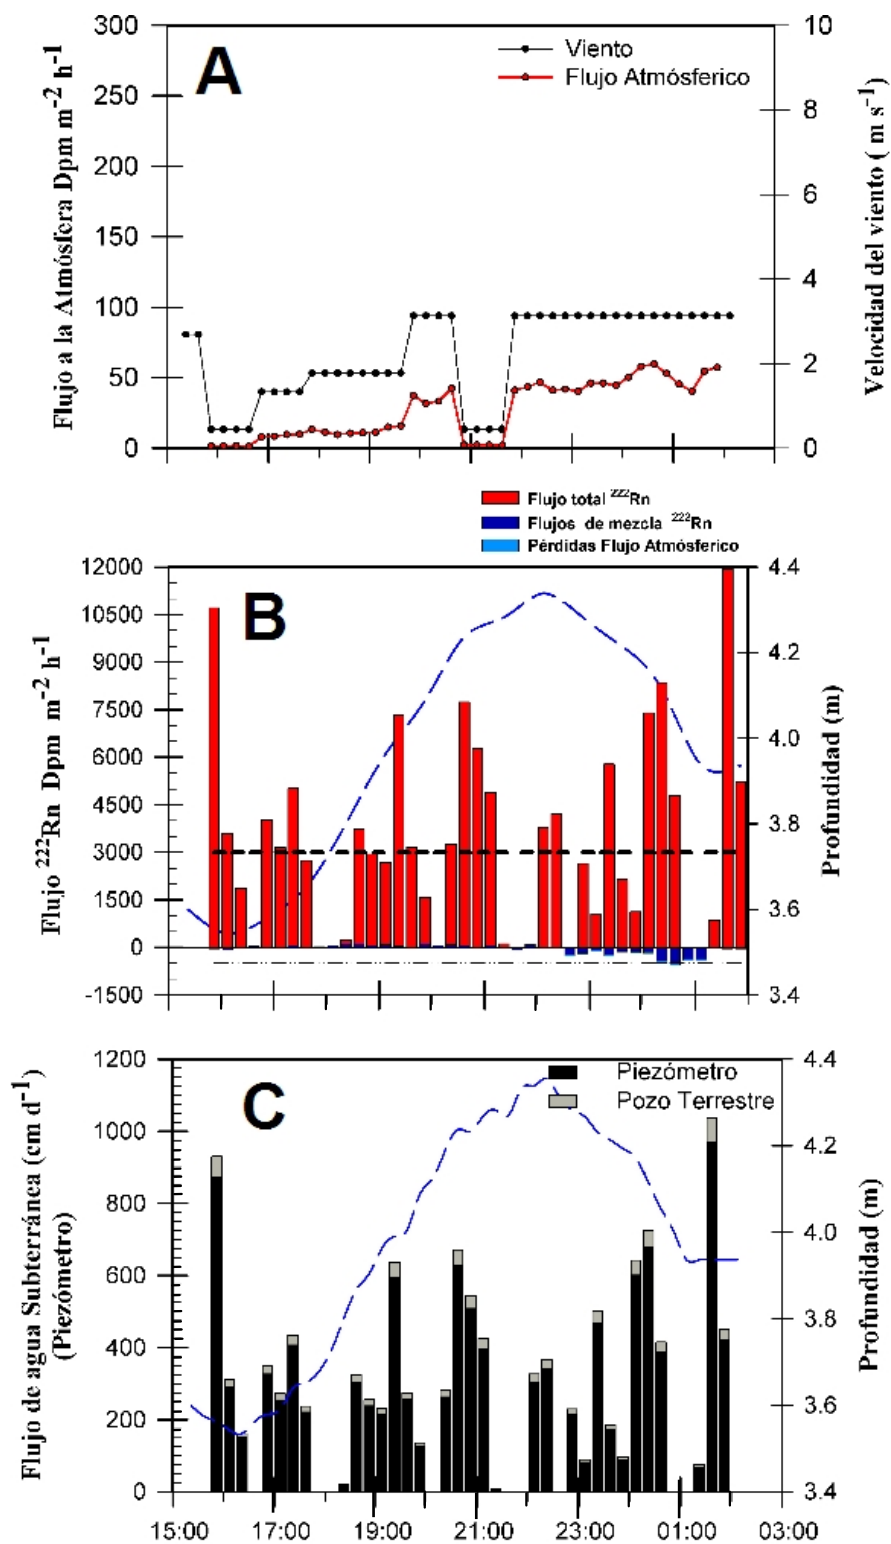 A
Viento
Flujo Atmósferico
Flujo a la Atmósfera Dpm m⁻² h⁻¹
300
250
200
150
100
50
0
Velocidad del viento ( m s⁻¹)
10
8
6
4
2
0
Flujo total ²²²Rn
Flujos de mezcla ²²²Rn
Pérdidas Flujo Atmósferico
B
Flujo ²²²Rn Dpm m⁻² h⁻¹
12000
10500
9000
7500
6000
4500
3000
1500
0
-1500
Profundidad (m)
4.4
4.2
4.0
3.8
3.6
3.4
C
Piezómetro
Pozo Terrestre
Flujo de agua Subterránea (cm d⁻¹)
(Piezómetro)
1200
1000
800
600
400
200
0
Profundidad (m)
4.4
4.2
4.0
3.8
3.6
3.4
15:00 17:00 19:00 21:00 23:00 01:00 03:00